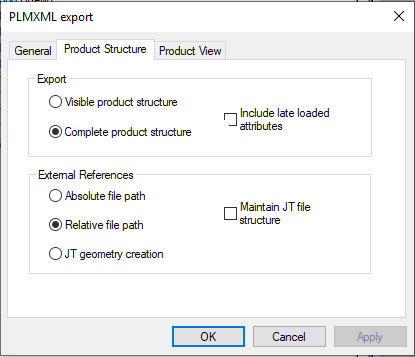 PLMXML export
General
Product Structure
Product View
Export
Visible product structure
Complete product structure
Include late loaded
attributes
External References
Absolute file path
Relative file path
JT geometry creation
Maintain JT file
structure
OK
Cancel
Apply